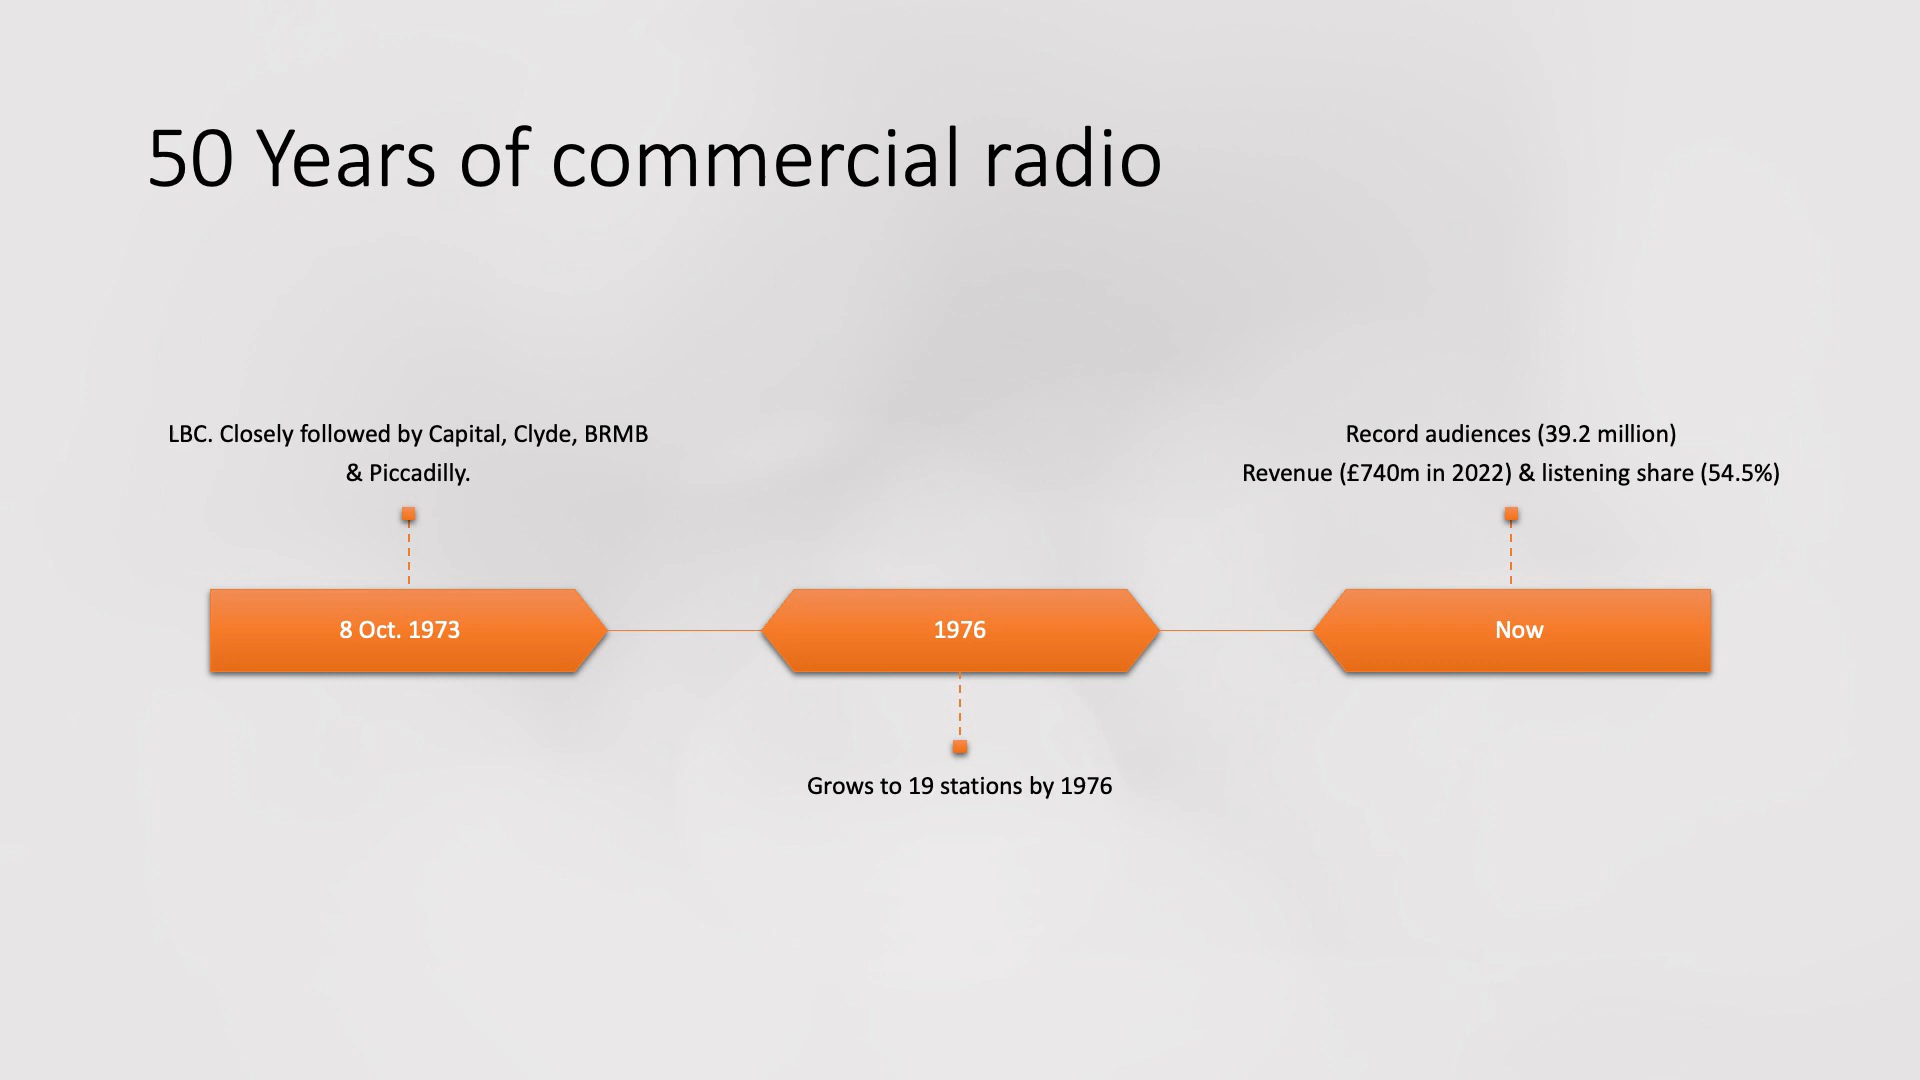 50 Years of commercial radio
LBC. Closely followed by Capital, Clyde, BRMB
& Piccadilly.
8 Oct. 1973
1976
Grows to 19 stations by 1976
Record audiences (39.2 million)
Revenue (£740m in 2022) & listening share (54.5%)
Now